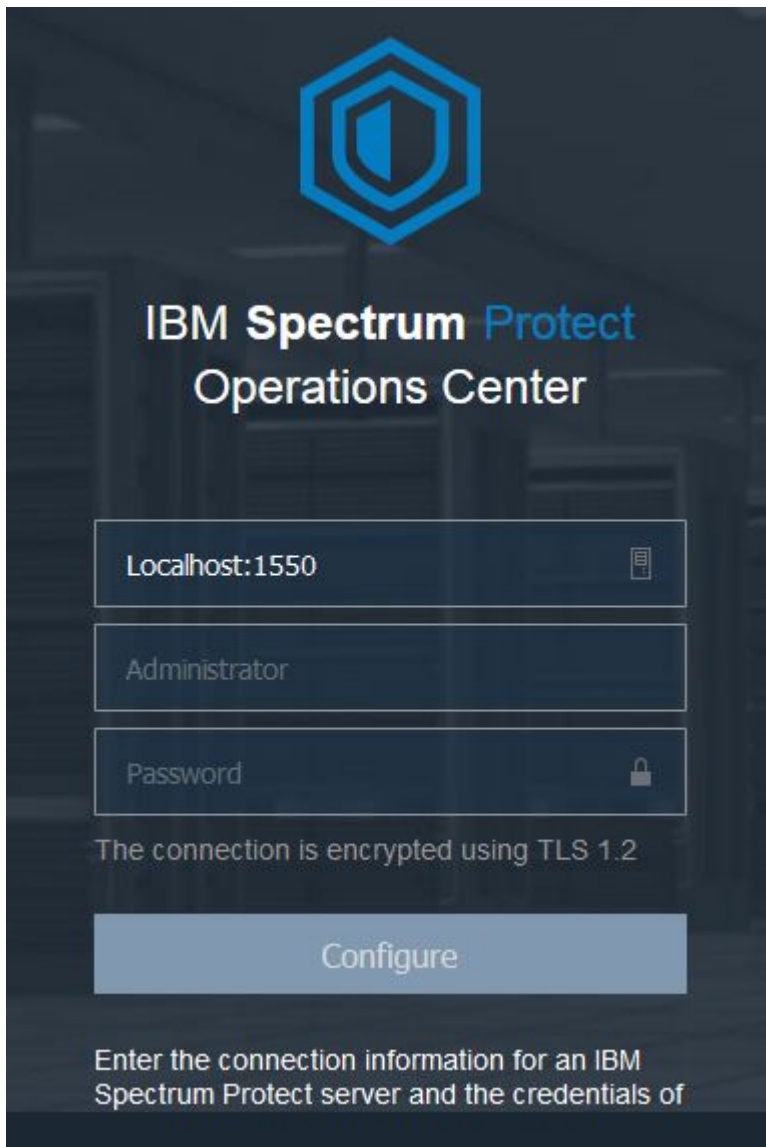 IBM Spectrum Protect
Operations Center
Localhost:1550
Administrator
Password
The connection is encrypted using TLS 1.2
Configure
Enter the connection information for an IBM
Spectrum Protect server and the credentials of